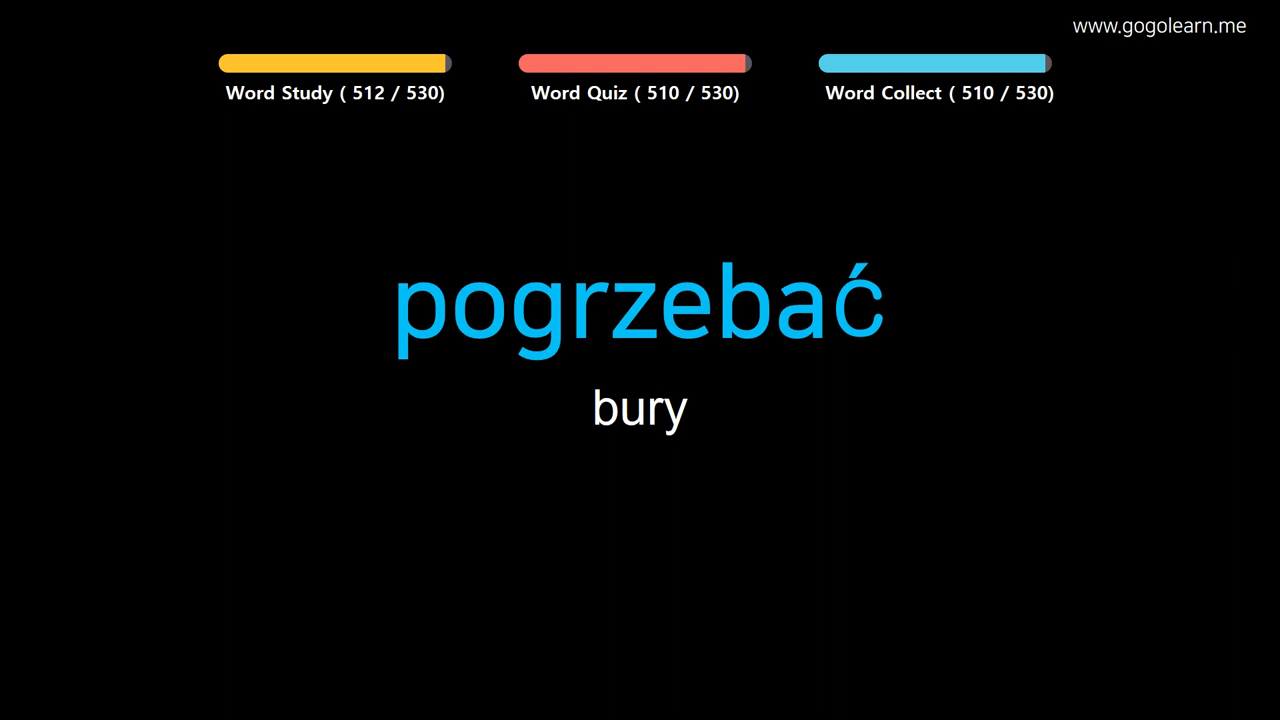 www.gogolearn.me
Word Study ( 512 / 530)
Word Quiz ( 510 / 530)
Word Collect ( 510 / 530)
pogrzebać
bury